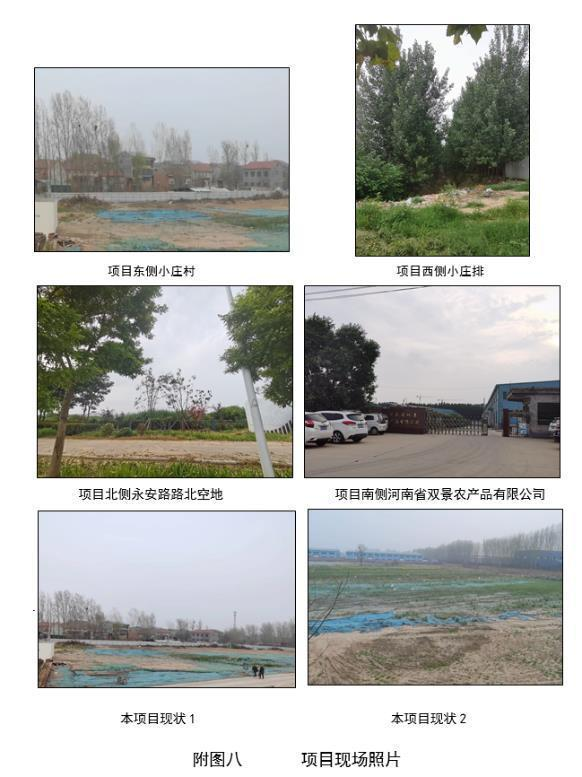 项目东侧小庄村
项目西侧小庄排
项目北侧永安路路北空地
项目南侧河南省双景农产品有限公司
本项目现状1
本项目现状2
附图八 项目现场照片